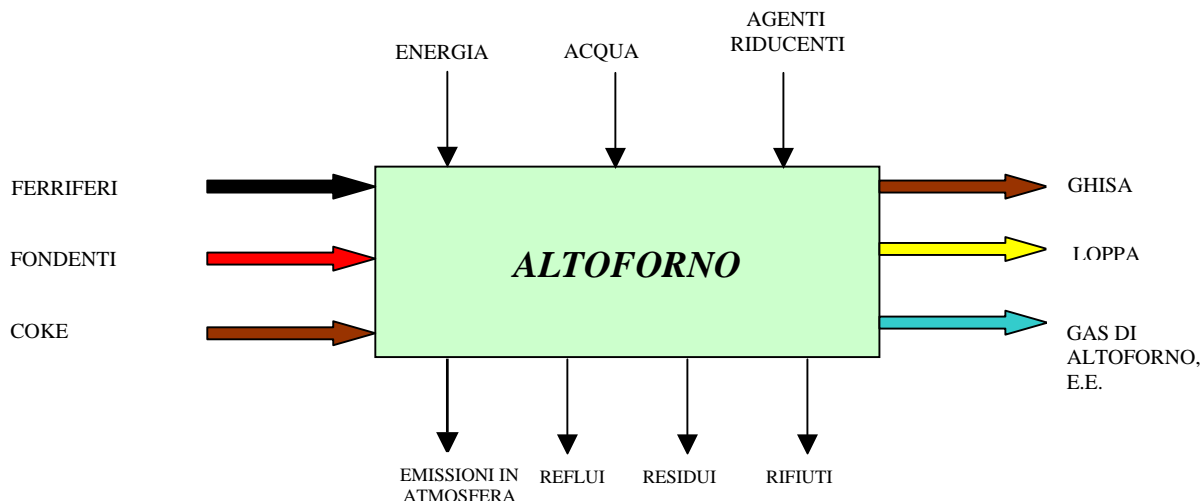 AGENTI
RIDUCENTI
ENERGIA
ACQUA
FERRIFERI
FONDENTI
COKE
ALTOFORNO
GHISA
LOPPA
GAS DI
ALTOFORNO,
E.E.
EMISSIONI IN
ATMOSFERA
REFLUI
RESIDUI
RIFIUTI